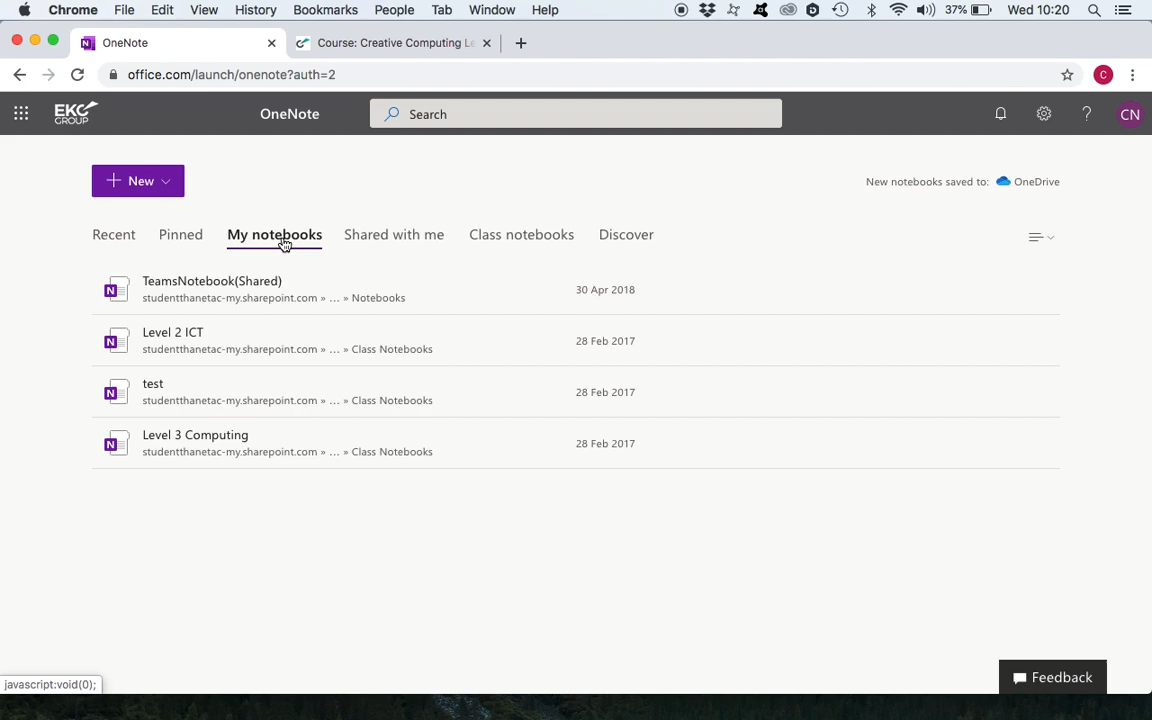 Chrome File Edit View History Bookmarks People Tab Window Help 37% Wed 10:20
OneNote Course: Creative Computing Le
office.com/launch/onenote?auth=2 C
EKC GROUP OneNote Search ? CN
New New notebooks saved to: OneDrive
Recent Pinned My notebooks Shared with me Class notebooks Discover
TeamsNotebook(Shared)
studentthanetac-my.sharepoint.com » ... » Notebooks 30 Apr 2018
Level 2 ICT
studentthanetac-my.sharepoint.com » ... » Class Notebooks 28 Feb 2017
test
studentthanetac-my.sharepoint.com » ... » Class Notebooks 28 Feb 2017
Level 3 Computing
studentthanetac-my.sharepoint.com » ... » Class Notebooks 28 Feb 2017
Feedback
javascript:void(0);